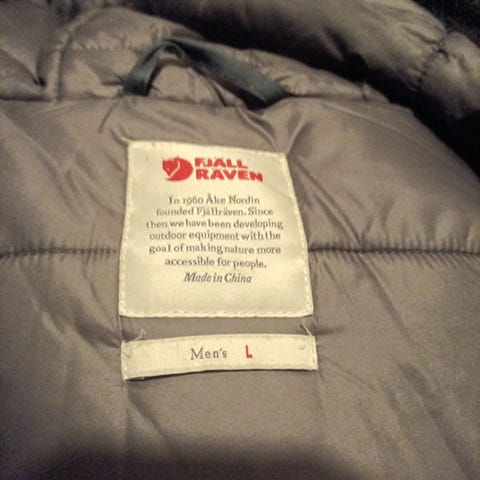 FJÄLL
RÄVEN
In 1960 Åke Nordin
founded Fjällräven. Since
then we have been developing
outdoor equipment with the
goal of making nature more
accessible for people.
Made in China
Men's L